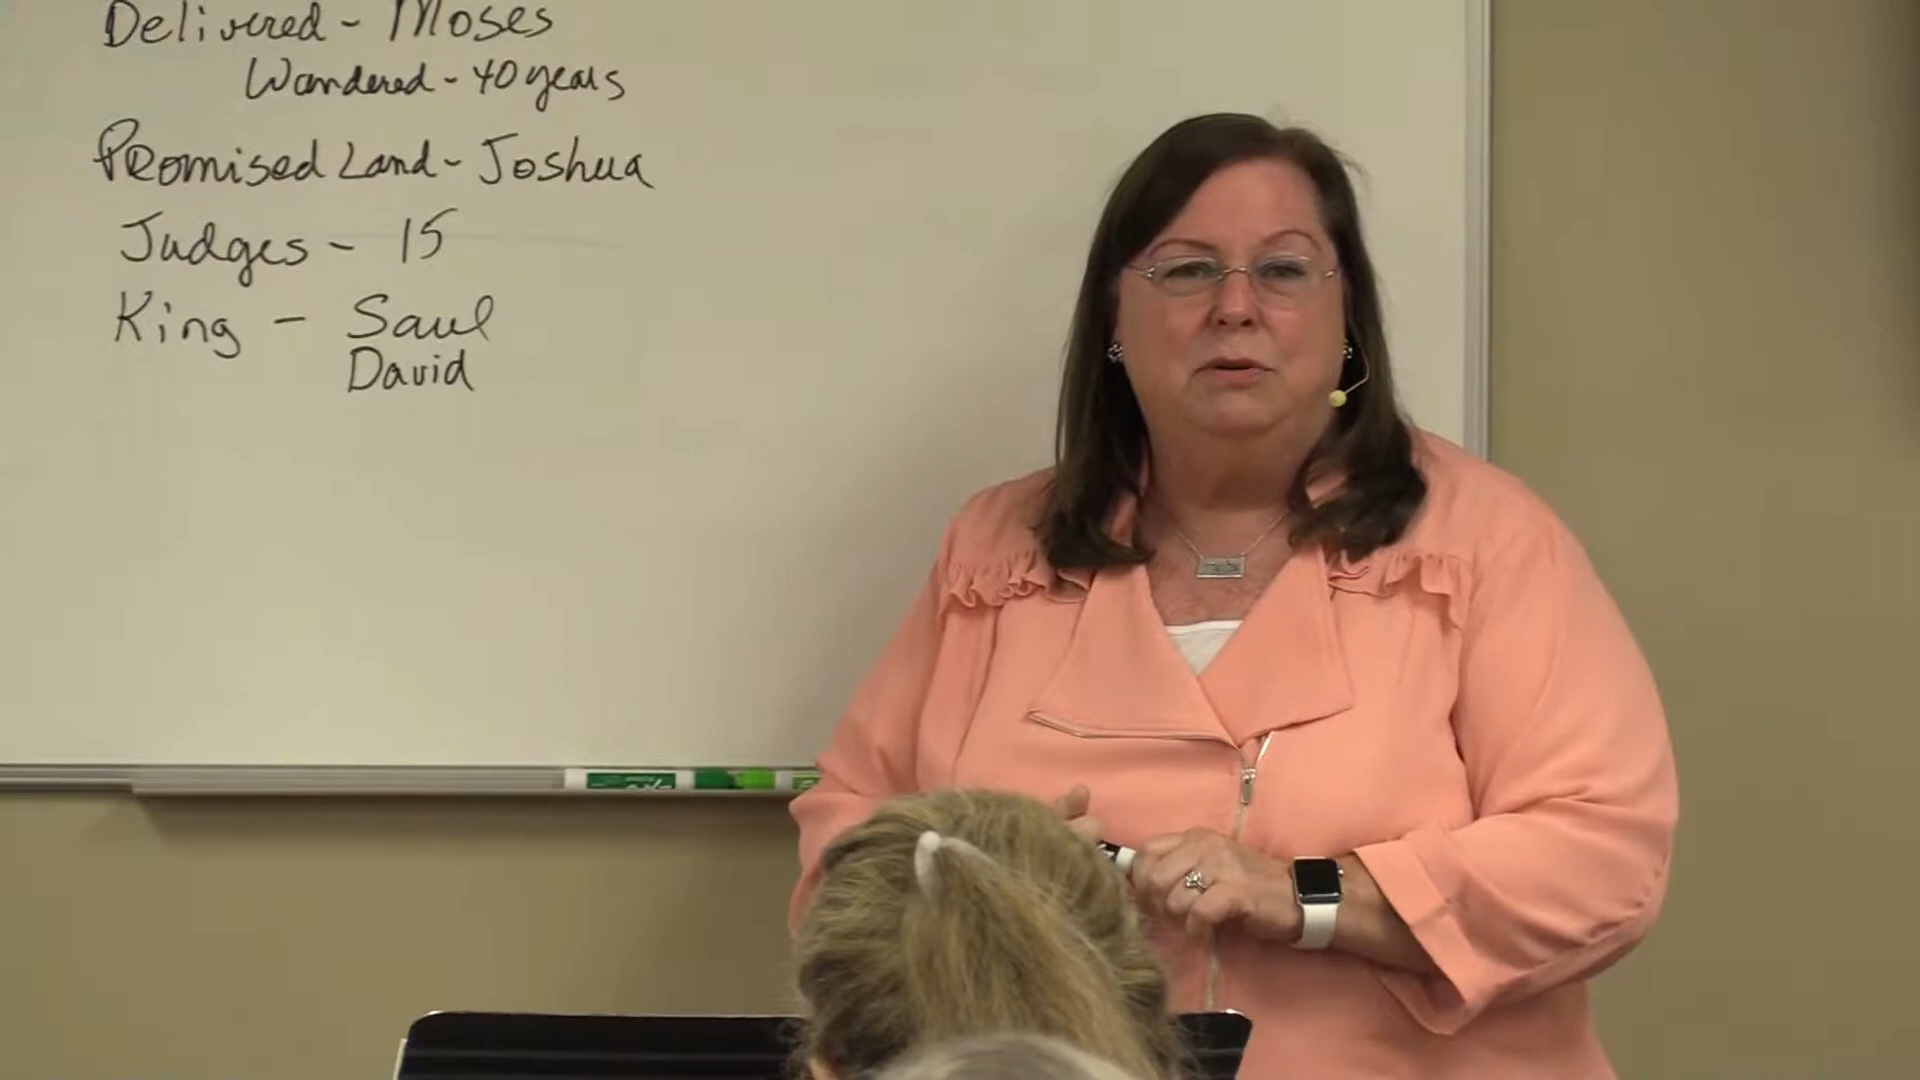 Delivered - Moses
Wandered - 40 years
Promised Land - Joshua
Judges - 15
King - Saul
David